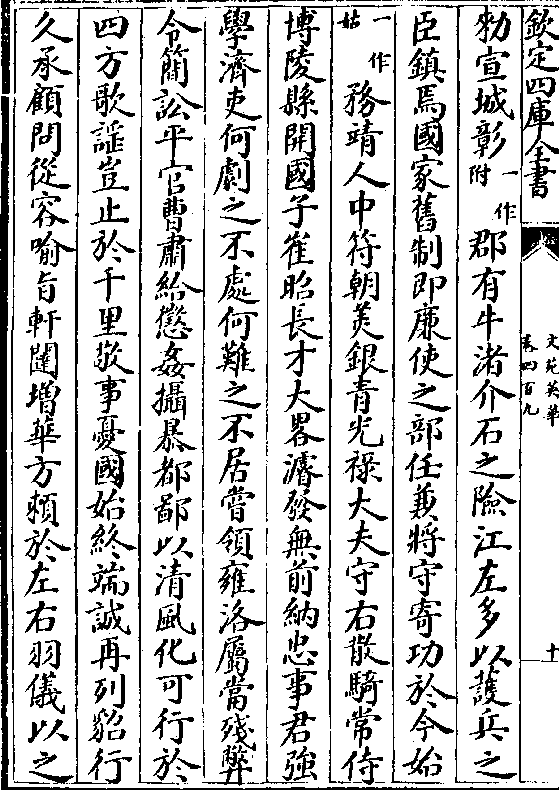 欽定四庫全書
文苑英華
卷四百九
十
勑宣城彰一作附郡有牛渚介石之險江左多以護兵之
臣鎮焉國家舊制即廉使之部任兼將守寄功於今始
一作姑務靖人中符朝羙銀青光祿大夫守右散騎常侍
博陵縣開國子崔昭長才大畧濬發無前納忠事君強
學濟吏何劇之不處何難之不居嘗領雍洛屬當殘弊
令簡訟平官曹肅給懲姦攝暴都鄙以清風化可行於
四方歌謡豈止於千里敬事憂國始終端誠再列貂行
久承顧問從容喻旨軒闥増華方頼於左右羽儀以之